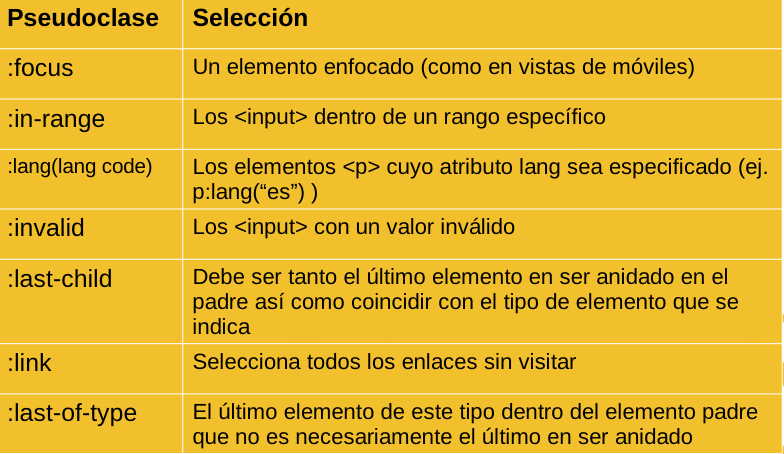 Pseudoclase Selección
:focus Un elemento enfocado (como en vistas de móviles)
:in-range Los <input> dentro de un rango específico
:lang(lang code) Los elementos <p> cuyo atributo lang sea especificado (ej.
p:lang(“es”) )
:invalid Los <input> con un valor inválido
:last-child Debe ser tanto el último elemento en ser anidado en el
padre así como coincidir con el tipo de elemento que se
indica
:link Selecciona todos los enlaces sin visitar
:last-of-type El último elemento de este tipo dentro del elemento padre
que no es necesariamente el último en ser anidado